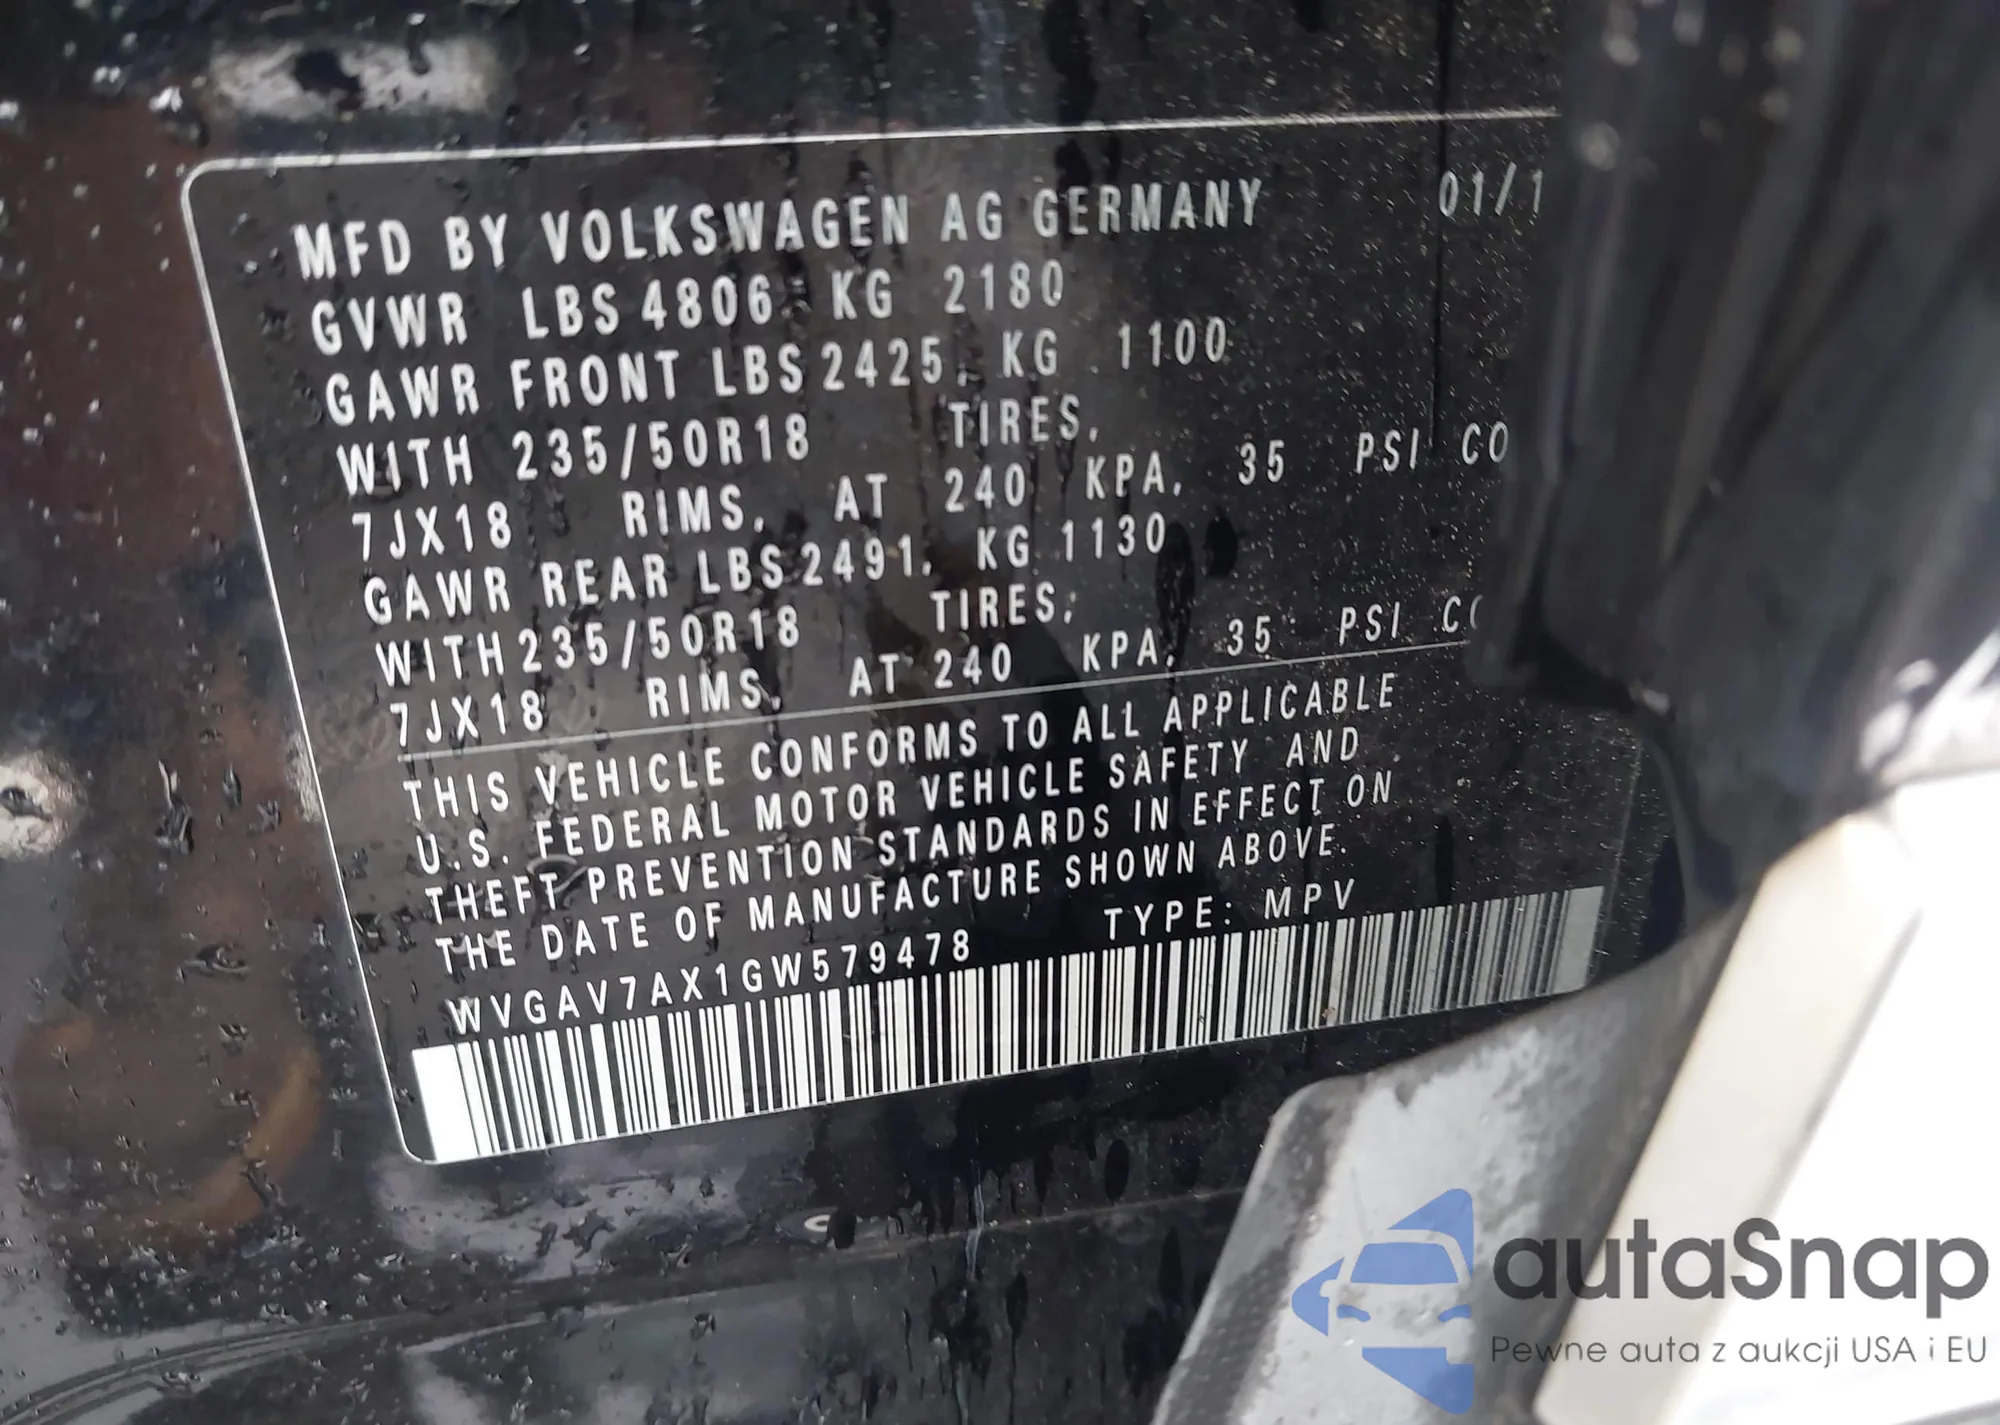 MFD BY VOLKSWAGEN AG GERMANY 01/1
GVWR LBS 4806 KG 2180
GAWR FRONT LBS 2425, KG 1100
WITH 235/50R18 TIRES,
7JX18 RIMS, AT 240 KPA, 35 PSI CO
GAWR REAR LBS 2491, KG 1130
WITH 235/50R18 TIRES,
7JX18 RIMS, AT 240 KPA, 35 PSI CO
THIS VEHICLE CONFORMS TO ALL APPLICABLE
U.S. FEDERAL MOTOR VEHICLE SAFETY AND
THEFT PREVENTION STANDARDS IN EFFECT ON
THE DATE OF MANUFACTURE SHOWN ABOVE.
WVGAV7AX1GW579478 TYPE: MPV
autaSnap
Pewne auta z aukcji USA i EU